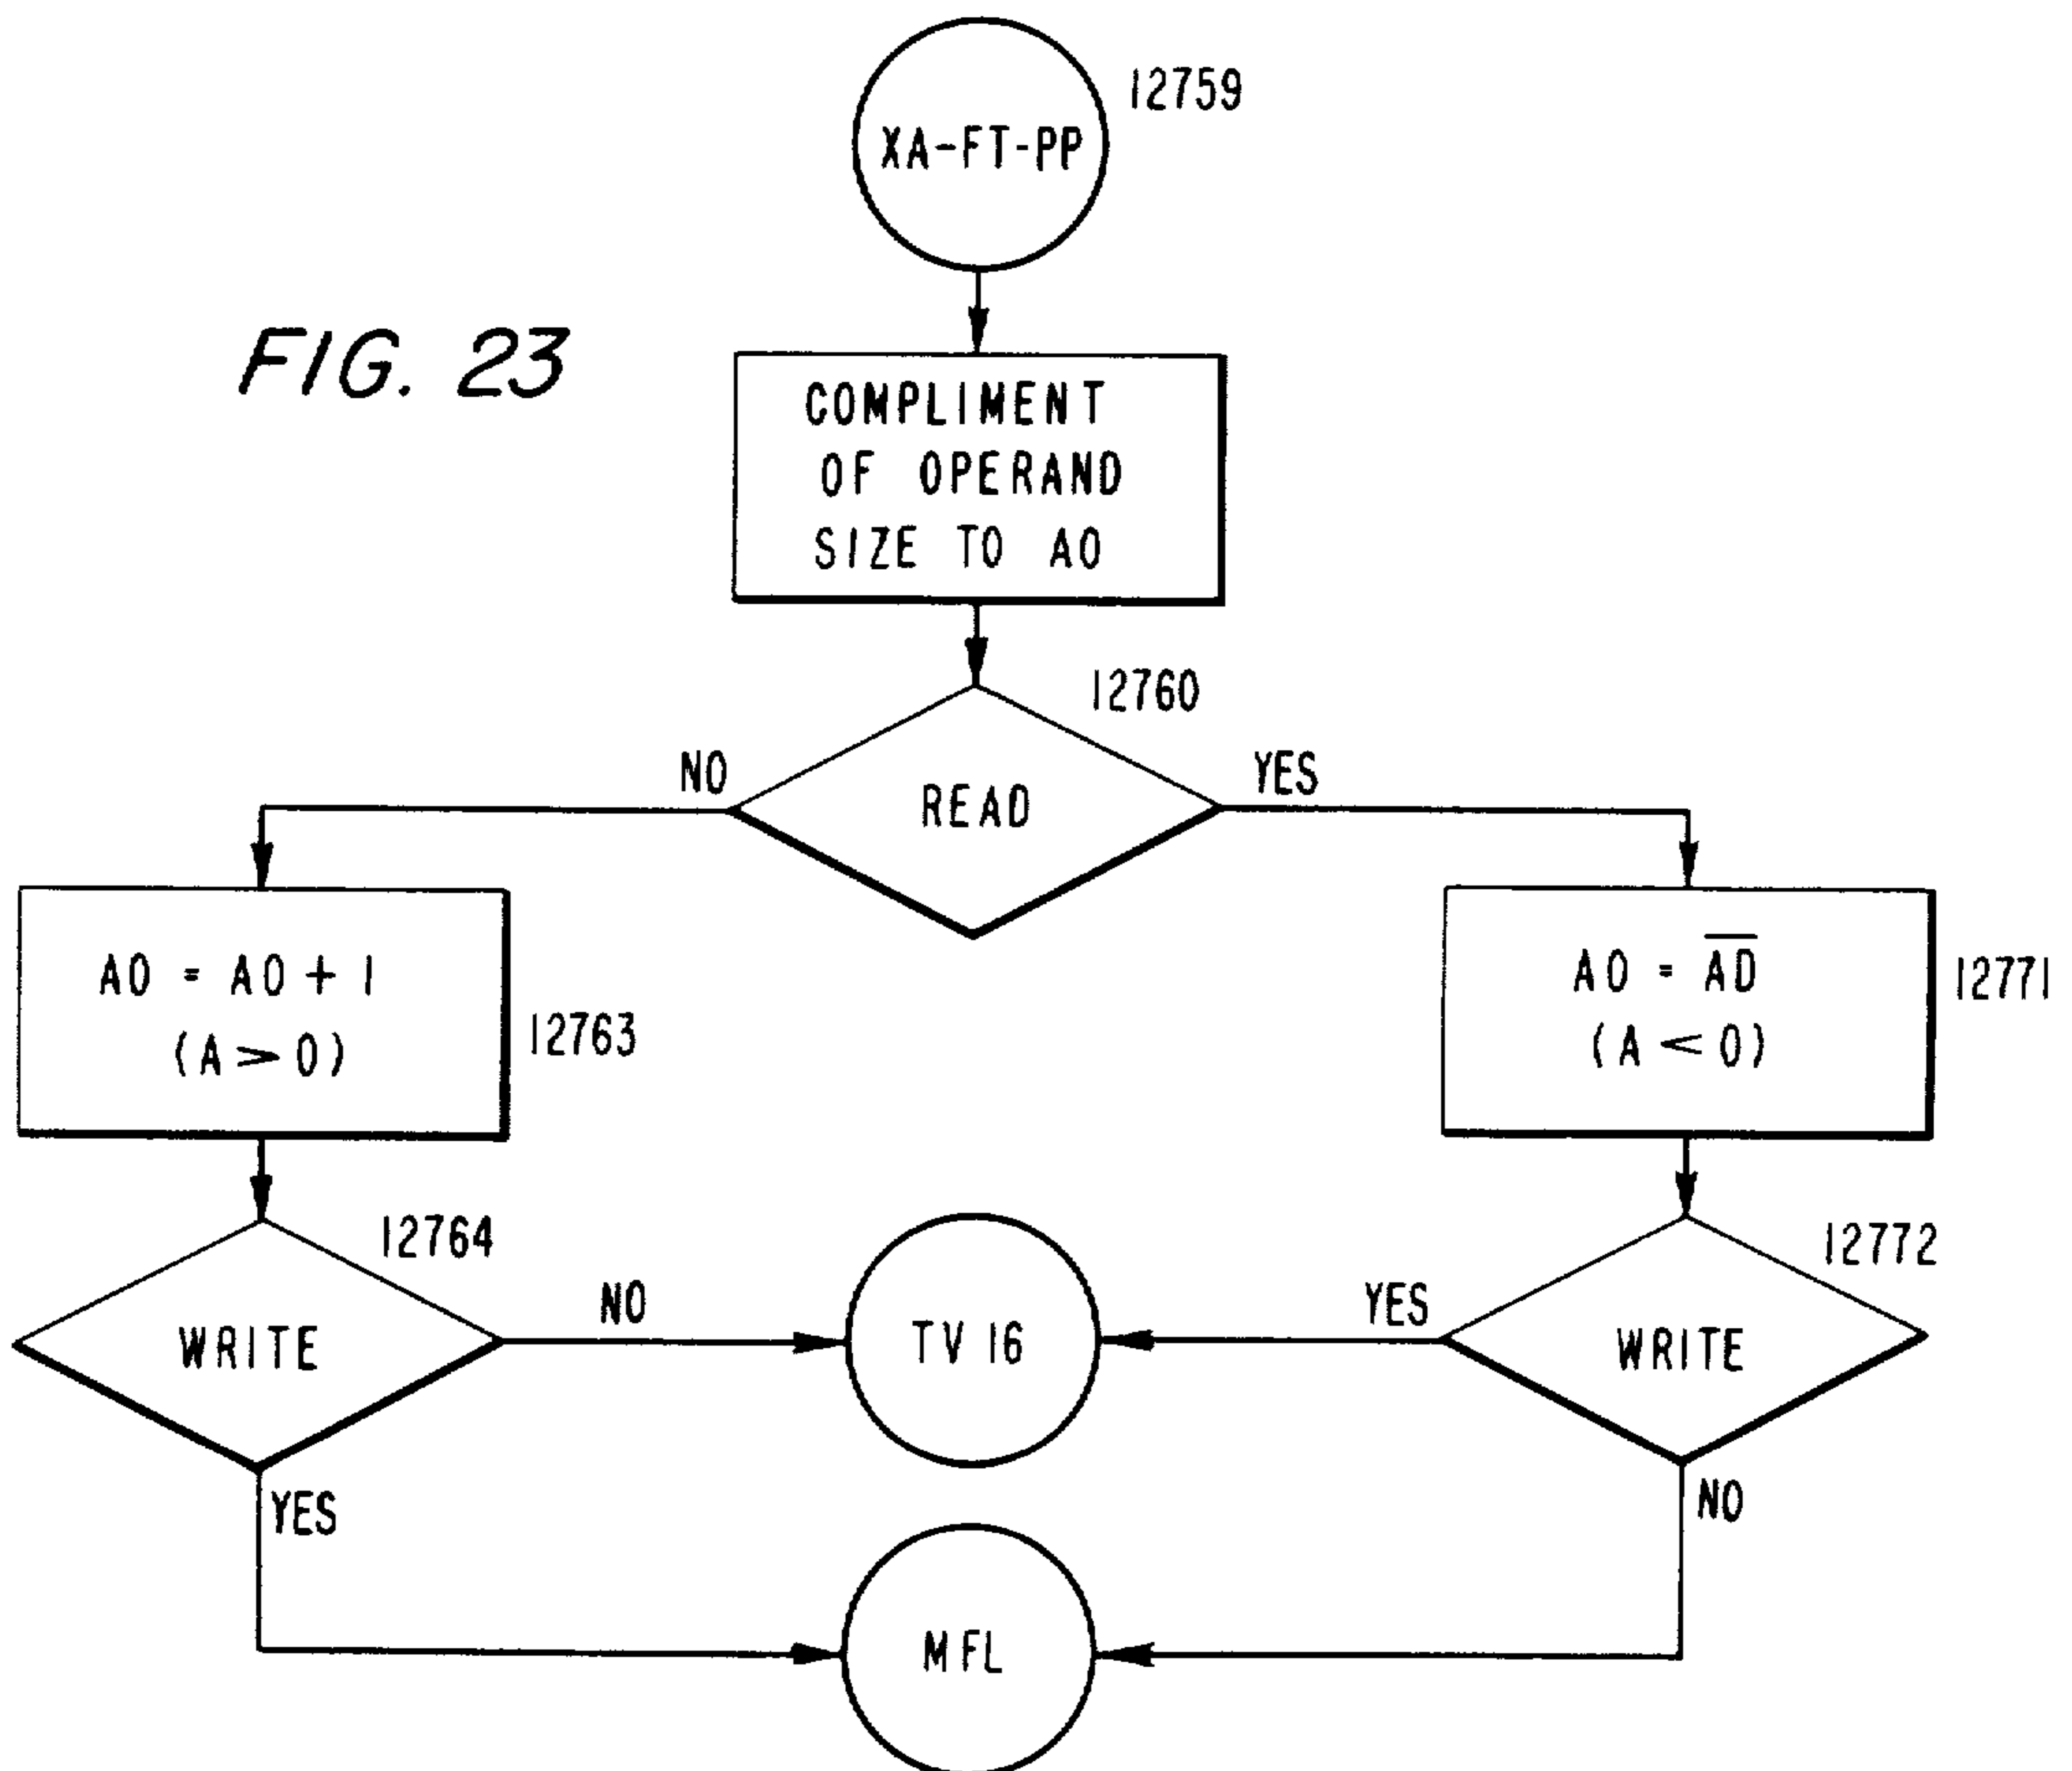 12759
XA-FT-PP
FIG. 23
COMPLIMENT
OF OPERAND
SIZE TO A0
12760
NO
YES
READ
A0 = A0 + 1
(A > 0)
12763
A0 = A̅0̅
(A < 0)
12771
12764
12772
WRITE
NO
TV 16
YES
WRITE
YES
NO
MFL